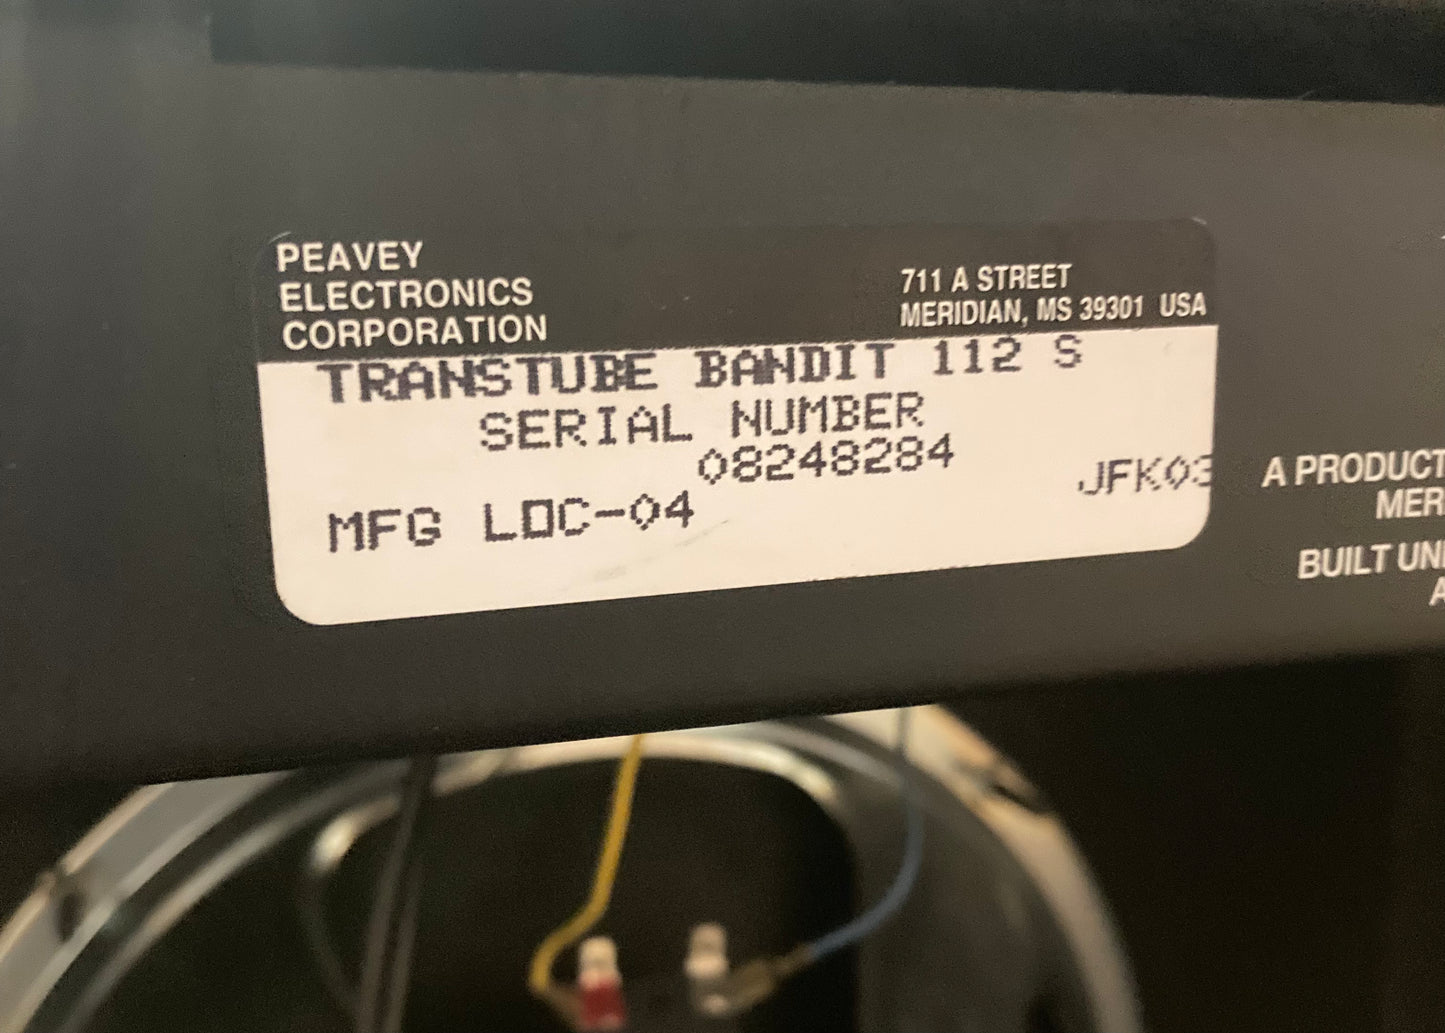 PEAVEY
ELECTRONICS
CORPORATION
711 A STREET
MERIDIAN, MS 39301 USA
TRANSTUBE BANDIT 112 S
SERIAL NUMBER
08248284
JFK03
MFG LOC-04
A PRODUCT
MER
BUILT UN
A